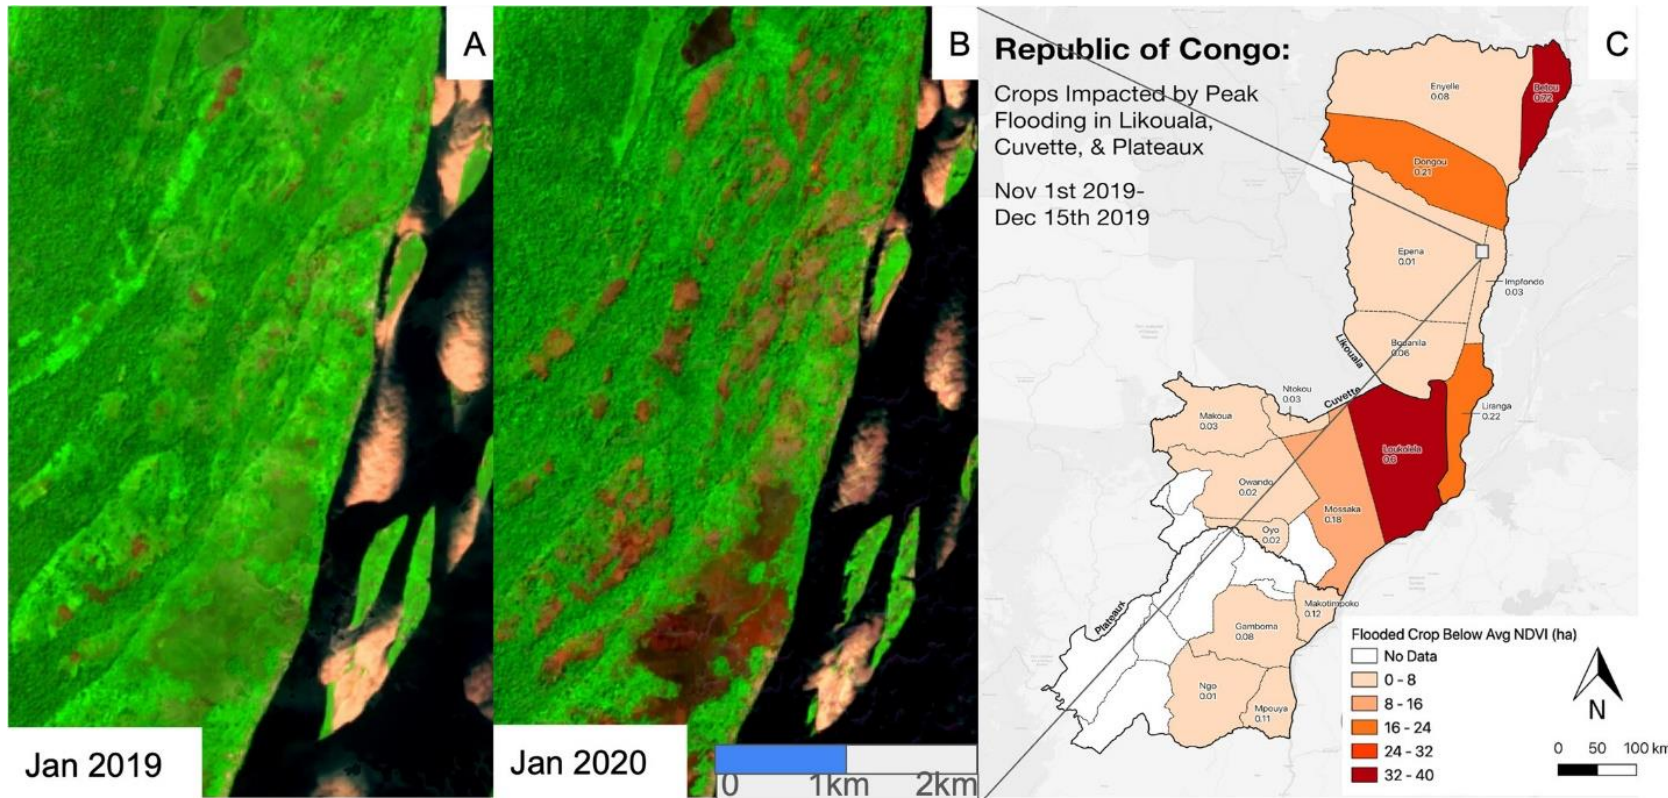 A
Jan 2019
B
Jan 2020
0 1km 2km
C
Republic of Congo:
Crops Impacted by Peak
Flooding in Likouala,
Cuvette, & Plateaux
Nov 1st 2019-
Dec 15th 2019
Enyelle
0.08
Betou
0.72
Dongou
0.21
Epena
0.01
Impfondo
0.03
Bouanila
0.06
Likouala
Cuvette
Ntokou
0.03
Makoua
0.03
Liranga
0.22
Loukolela
0.6
Owando
0.02
Mossaka
0.18
Oyo
0.02
Plateaux
Makotimpoko
0.12
Gamboma
0.08
Ngo
0.01
Mpouya
0.11
Flooded Crop Below Avg NDVI (ha)
No Data
0 - 8
8 - 16
16 - 24
24 - 32
32 - 40
N
0 50 100 km